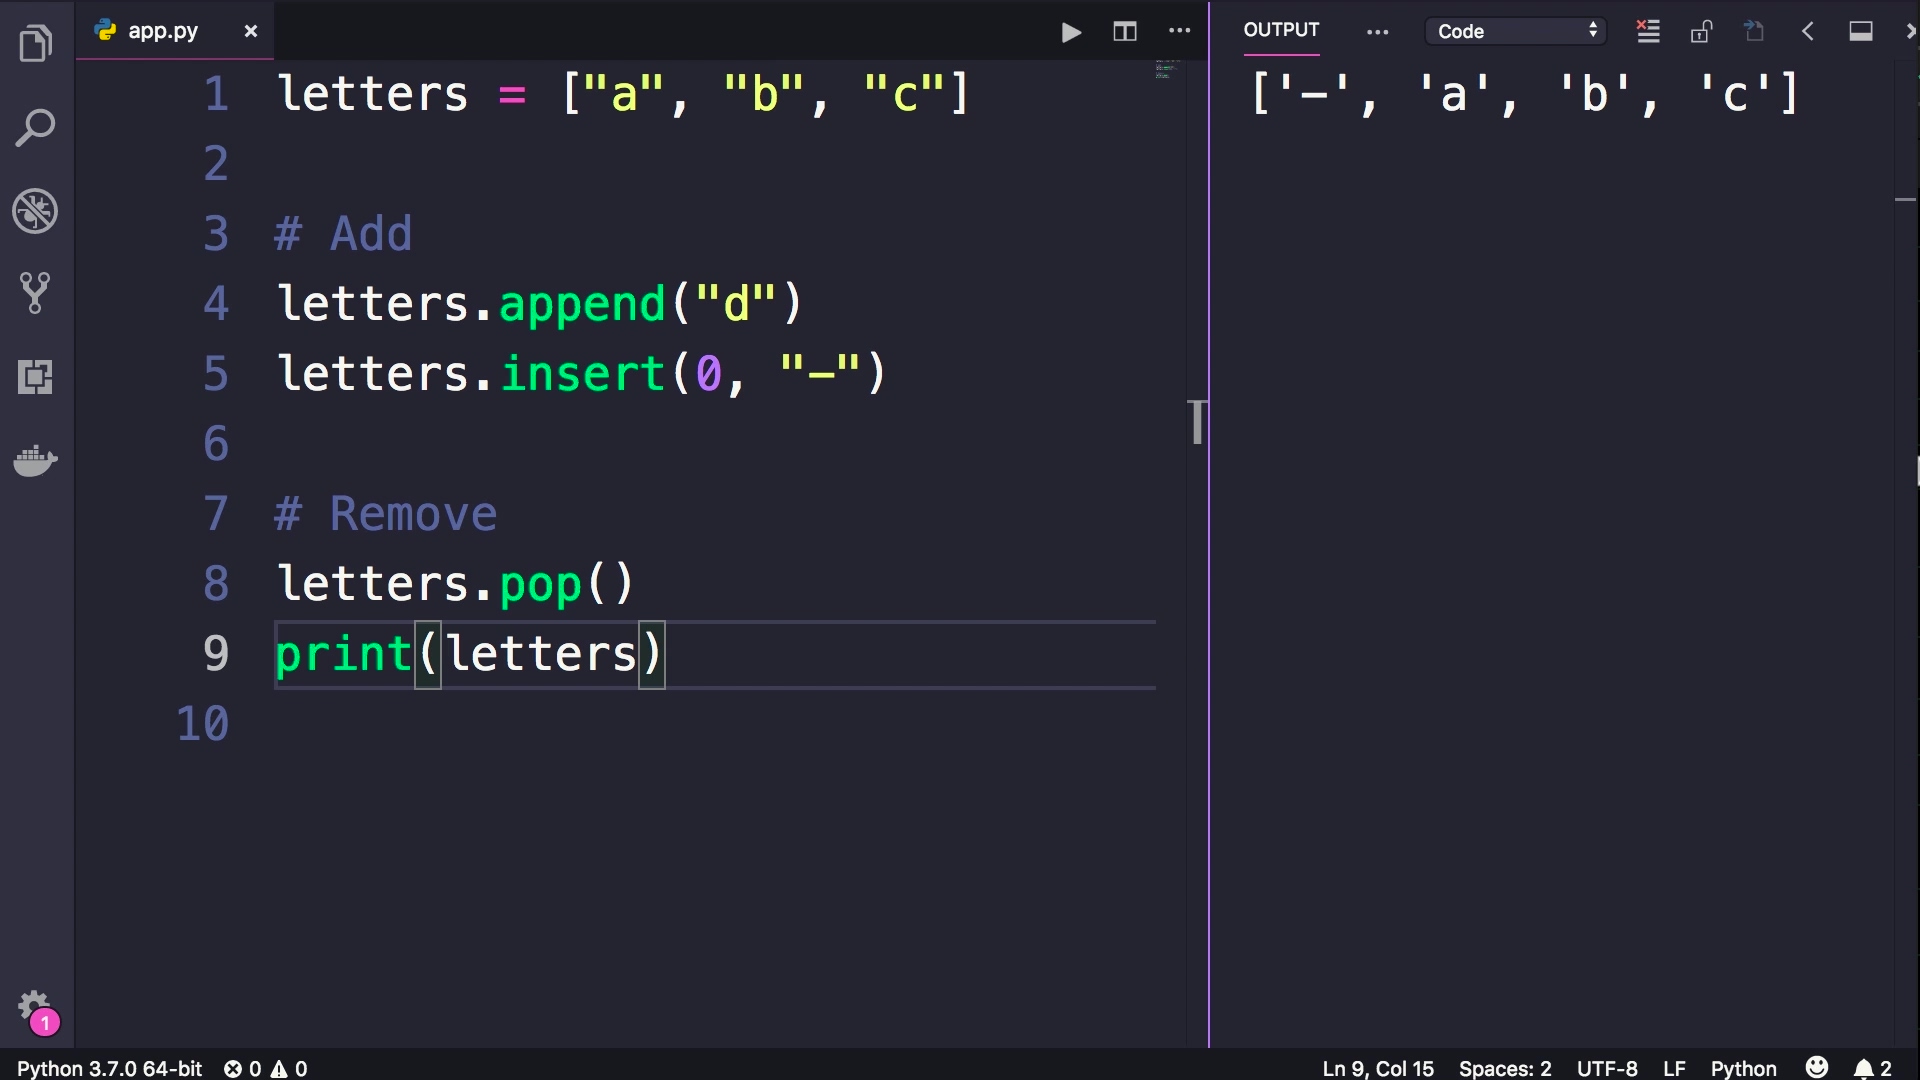 app.py ×
1 letters = ["a", "b", "c"]
2
3 # Add
4 letters.append("d")
5 letters.insert(0, "-")
6
7 # Remove
8 letters.pop()
9 print(letters)
10
OUTPUT ... Code
['-', 'a', 'b', 'c']
1
Python 3.7.0 64-bit 0 0 Ln 9, Col 15 Spaces: 2 UTF-8 LF Python 2